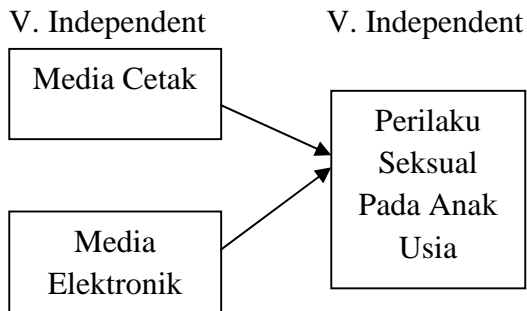 V. Independent
V. Independent
Media Cetak
Media
Elektronik
Perilaku
Seksual
Pada Anak
Usia